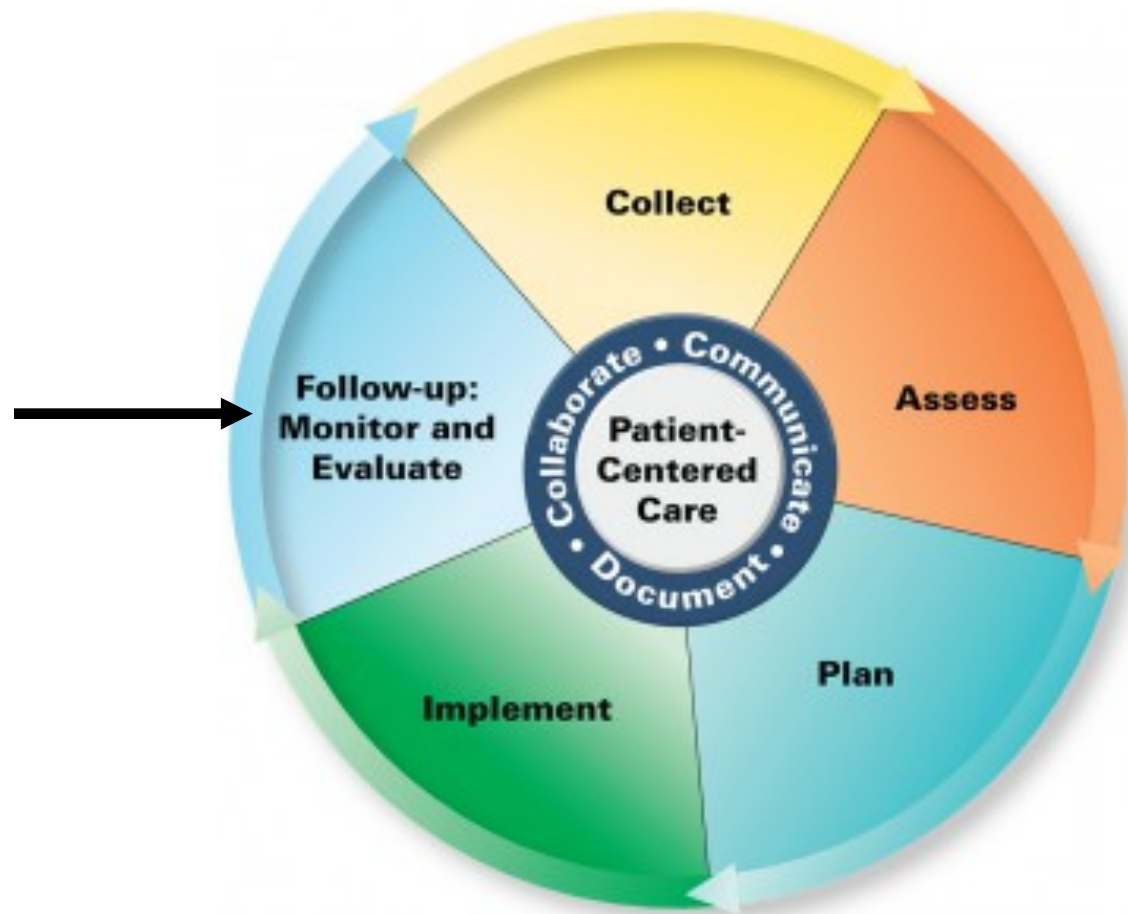 Collect
Assess
Plan
Implement
Follow-up:
Monitor and
Evaluate
Collaborate • Communicate • Document •
Patient-
Centered
Care